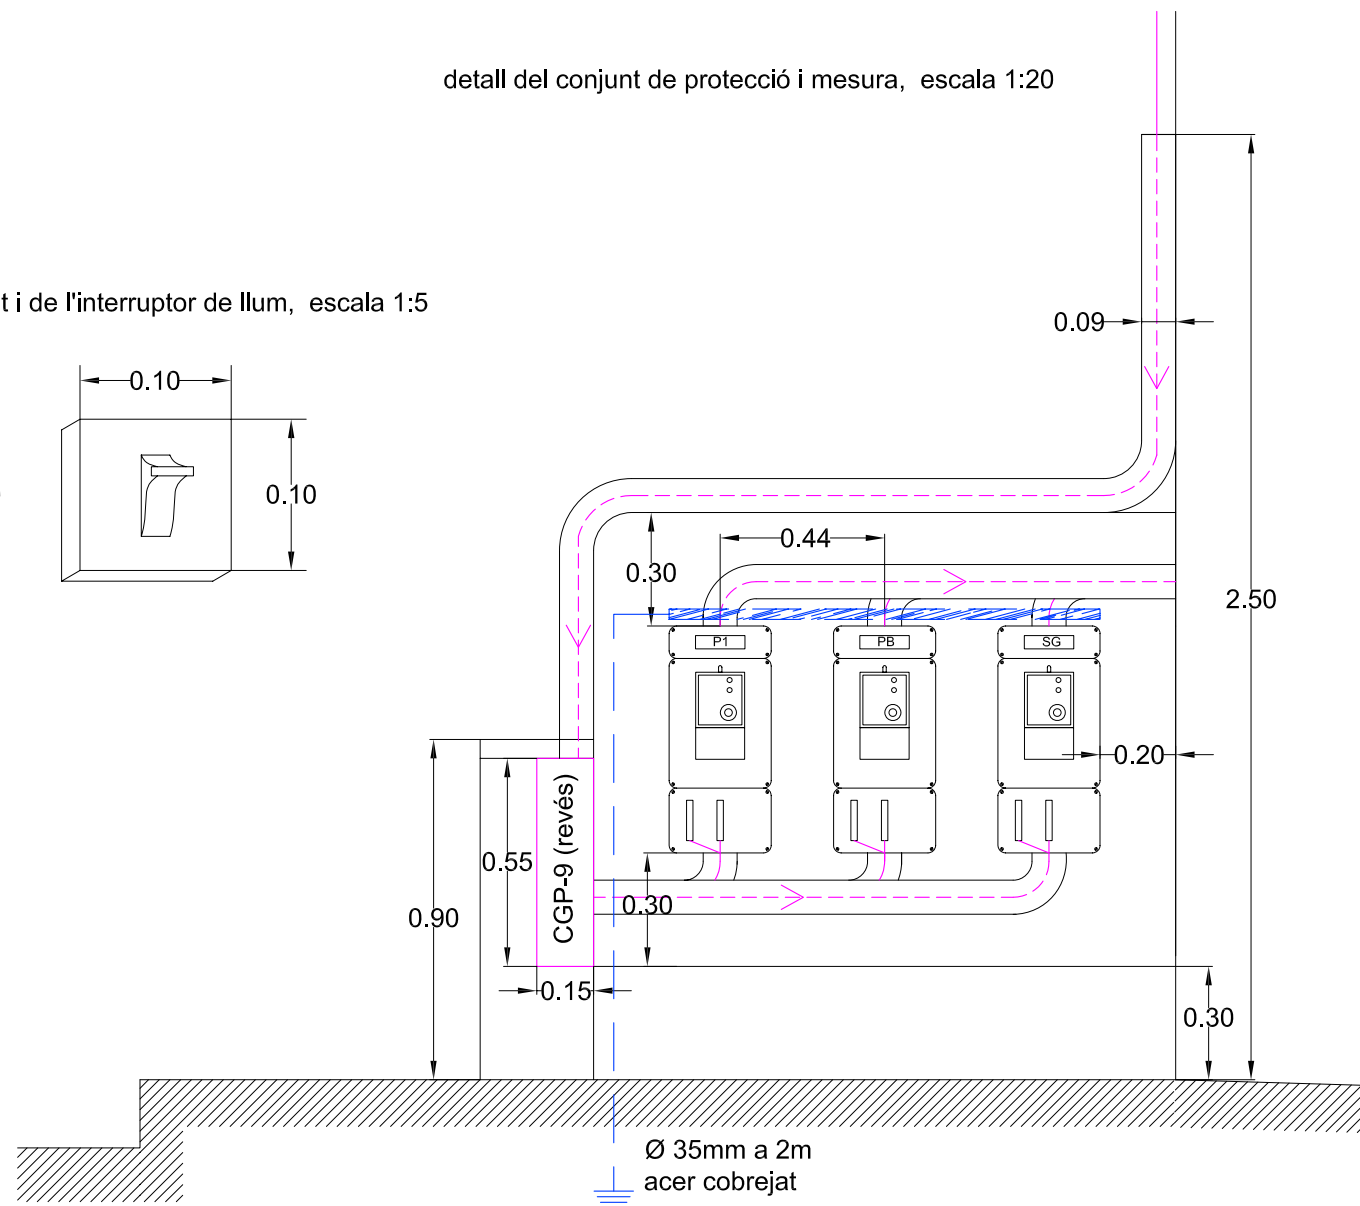 detall del conjunt de protecció i mesura, escala 1:20
t i de l'interruptor de llum, escala 1:5
0.09
0.10
0.10
0.44
0.30
2.50
P1
PB
SG
0.20
CGP-9 (revés)
0.55
0.30
0.90
0.15
0.30
Ø 35mm a 2m
acer cobrejat